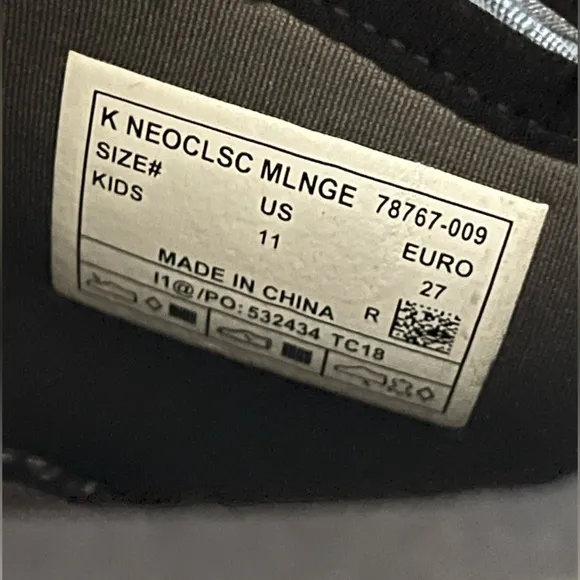 K NEOCLSC MLNGE 78767-009
SIZE# US EURO
KIDS 11 27
MADE IN CHINA R
I1@/PO: 532434 TC18